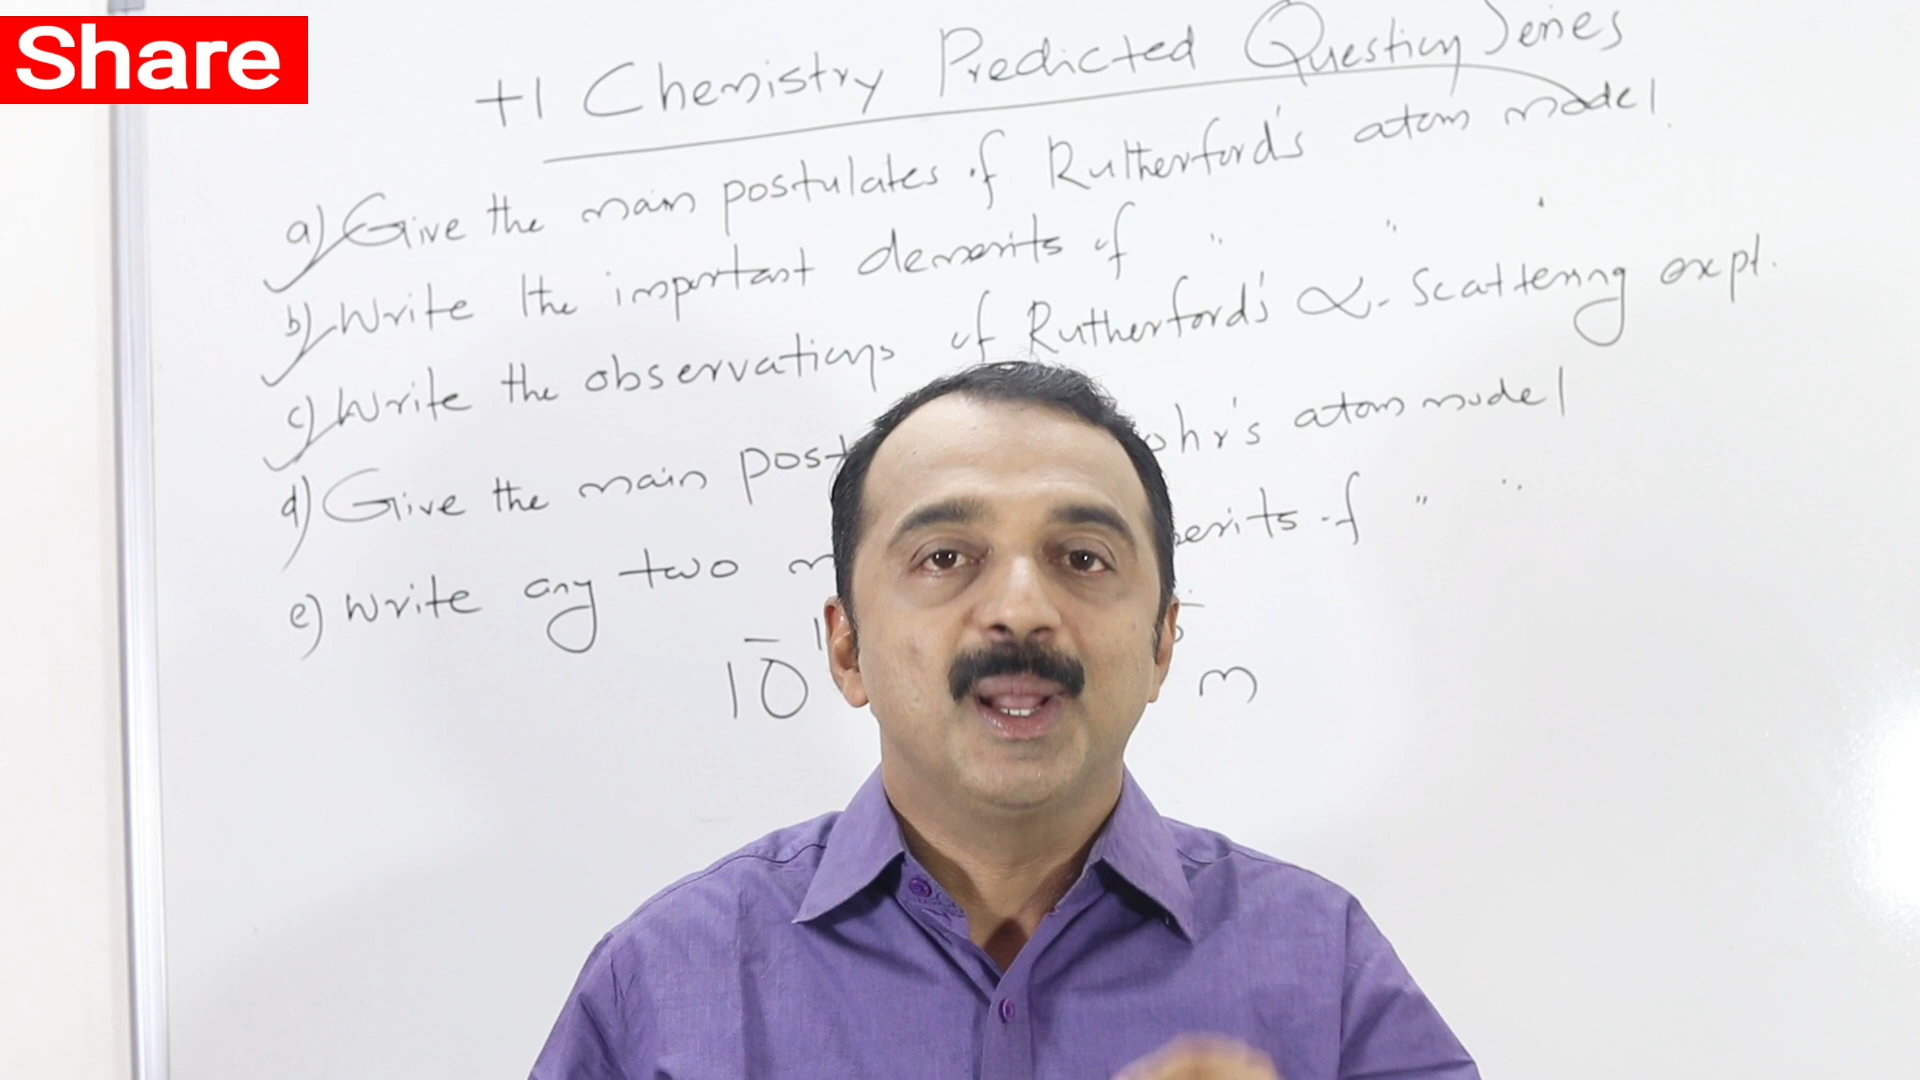 Share
+1 Chemistry Predicted Question Series
a) Give the main postulates of Rutherford's atom model.
b) Write the important demerits of " " "
c) Write the observations of Rutherford's α-scattering expt.
d) Give the main post ohr's atom model
e) Write any two m erits of " "
10 m